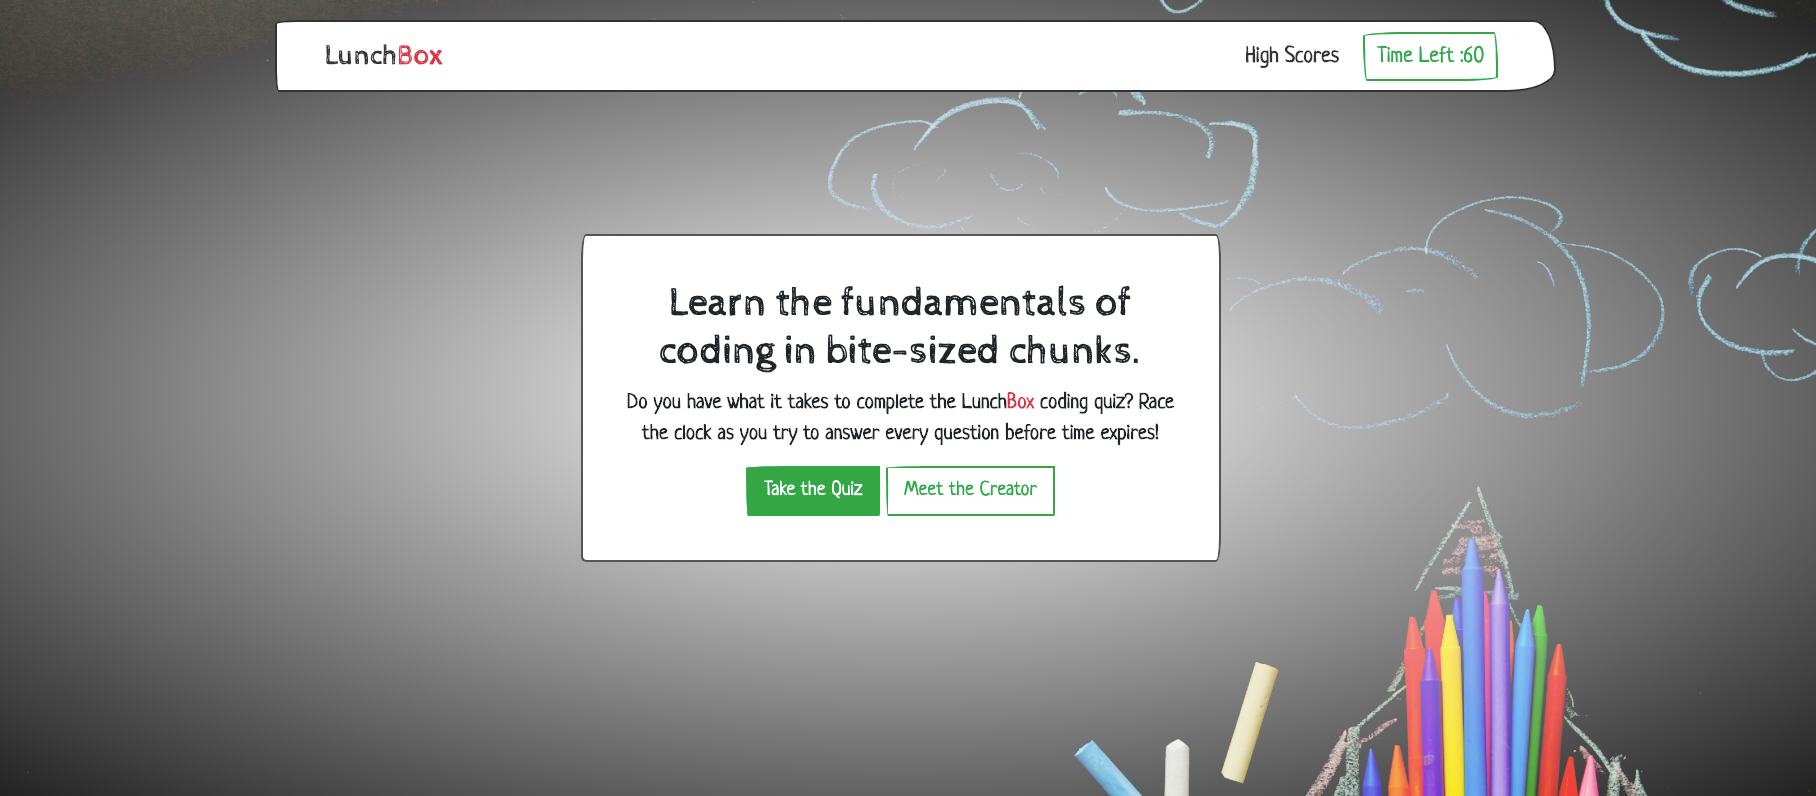 LunchBox
High Scores
Time Left :60
Learn the fundamentals of
coding in bite-sized chunks.
Do you have what it takes to complete the LunchBox coding quiz? Race
the clock as you try to answer every question before time expires!
Take the Quiz
Meet the Creator